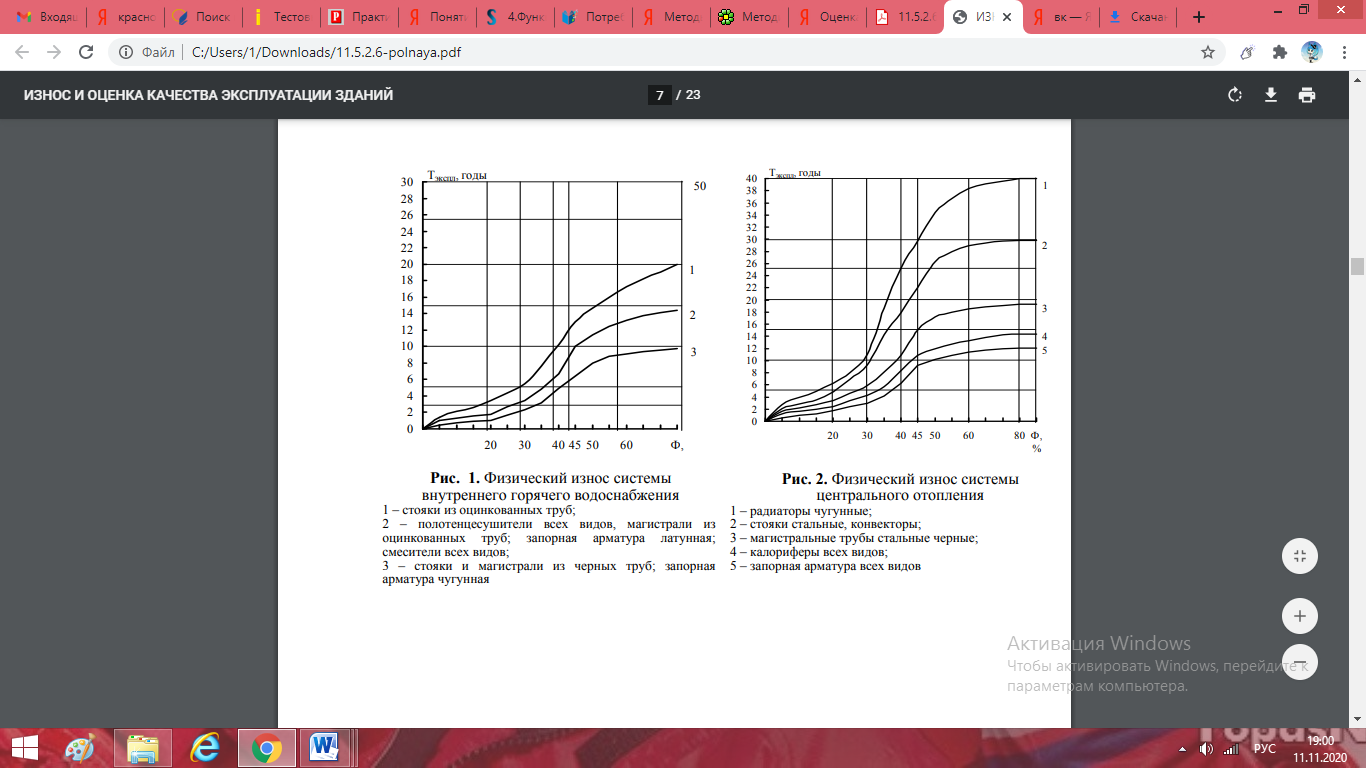 Входящ
красно
Поиск
Тестов
Практи
Понят
4.Функ
Потреб
Метод
Метод
Оценк
11.5.2.6
ИЗ
вк — Я
Скачан
Файл | C:/Users/1/Downloads/11.5.2.6-polnaya.pdf
ИЗНОС И ОЦЕНКА КАЧЕСТВА ЭКСПЛУАТАЦИИ ЗДАНИЙ
7 / 23
Тэкспл, годы
30
28
26
24
22
20
18
16
14
12
10
8
6
4
2
0
50
1
2
3
20 30 40 45 50 60 Ф,
Тэкспл, годы
40
38
36
34
32
30
28
26
24
22
20
18
16
14
12
10
8
6
4
2
0
1
2
3
4
5
20 30 40 45 50 60 80 Ф,
%
Рис. 1. Физический износ системы
внутреннего горячего водоснабжения
1 – стояки из оцинкованных труб;
2 – полотенцесушители всех видов, магистрали из
оцинкованных труб; запорная арматура латунная;
смесители всех видов;
3 – стояки и магистрали из черных труб; запорная
арматура чугунная
Рис. 2. Физический износ системы
центрального отопления
1 – радиаторы чугунные;
2 – стояки стальные, конвекторы;
3 – магистральные трубы стальные черные;
4 – калориферы всех видов;
5 – запорная арматура всех видов
Активация Windows
Чтобы активировать Windows, перейдите к
параметрам компьютера.
РУС
19:00
11.11.2020